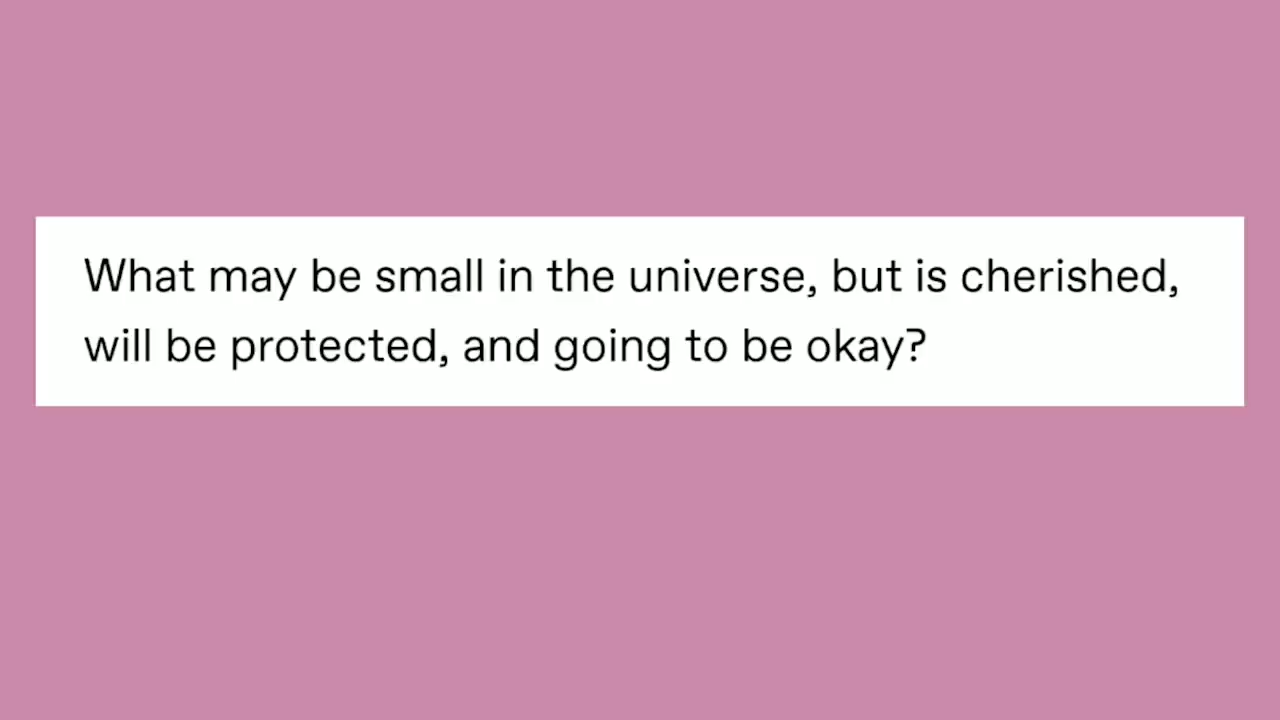 What may be small in the universe, but is cherished,
will be protected, and going to be okay?